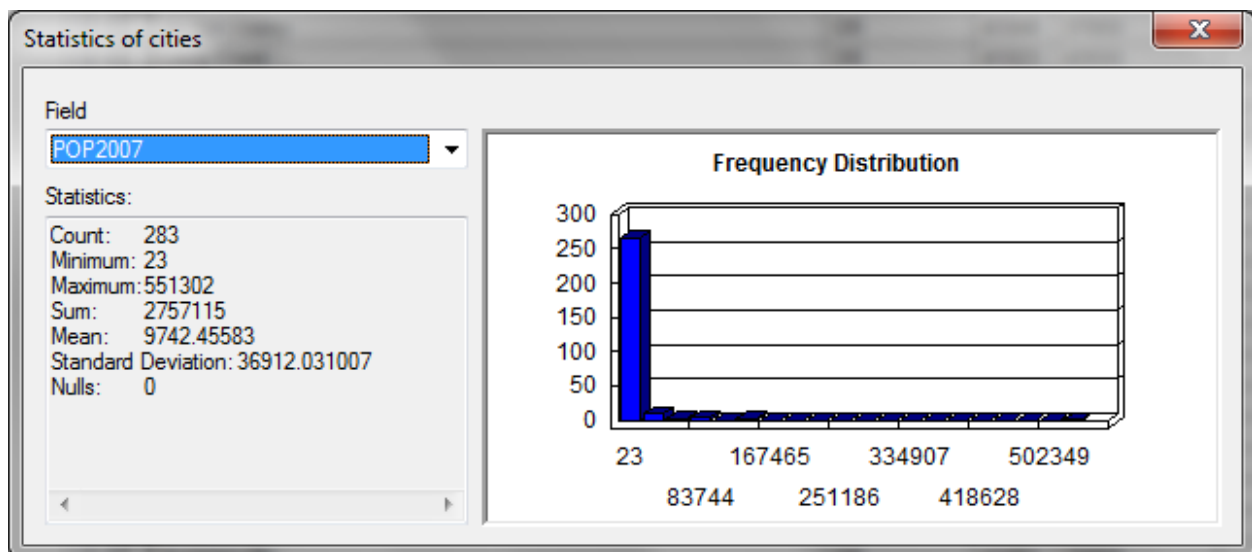 Statistics of cities
Field
POP2007
Statistics:
Count: 283
Minimum: 23
Maximum: 551302
Sum: 2757115
Mean: 9742.45583
Standard Deviation: 36912.031007
Nulls: 0
Frequency Distribution
300
250
200
150
100
50
0
23 167465 334907 502349
83744 251186 418628